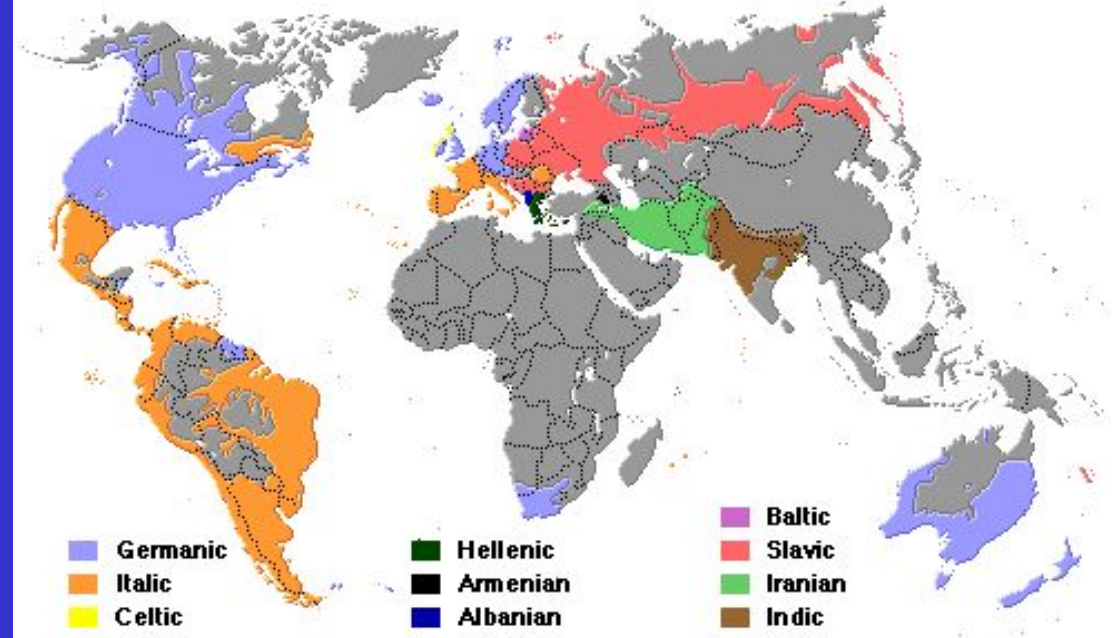 Germanic
Italic
Celtic
Hellenic
Armenian
Albanian
Baltic
Slavic
Iranian
Indic